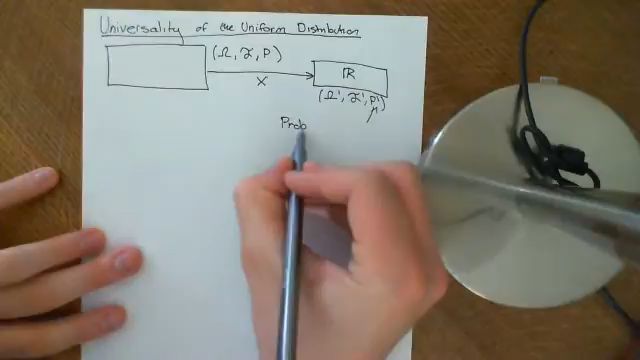 Universality of the Uniform Distribution
(Ω, ℱ, P)
X
ℝ
(Ω', ℱ', P')
Prob